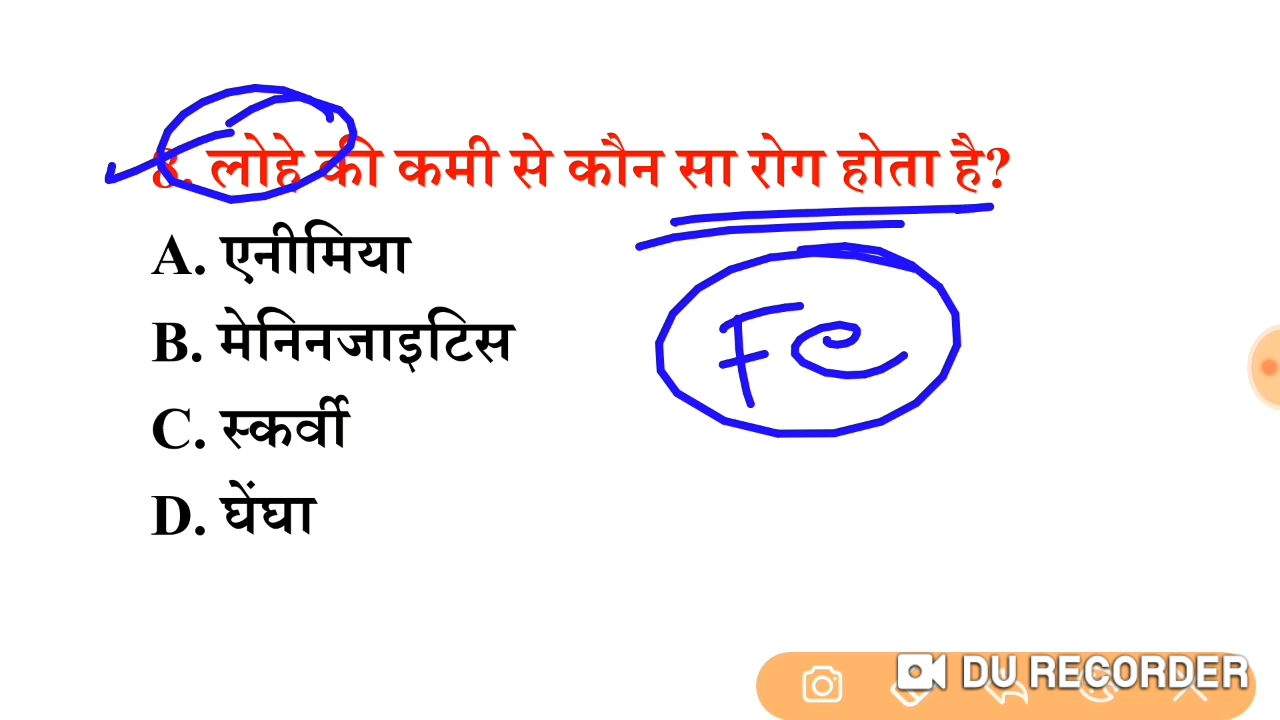 8. लोहे की कमी से कौन सा रोग होता है?
A. एनीमिया
Fe
B. मेनिनजाइटिस
C. स्कर्वी
D. घेंघा
DU RECORDER